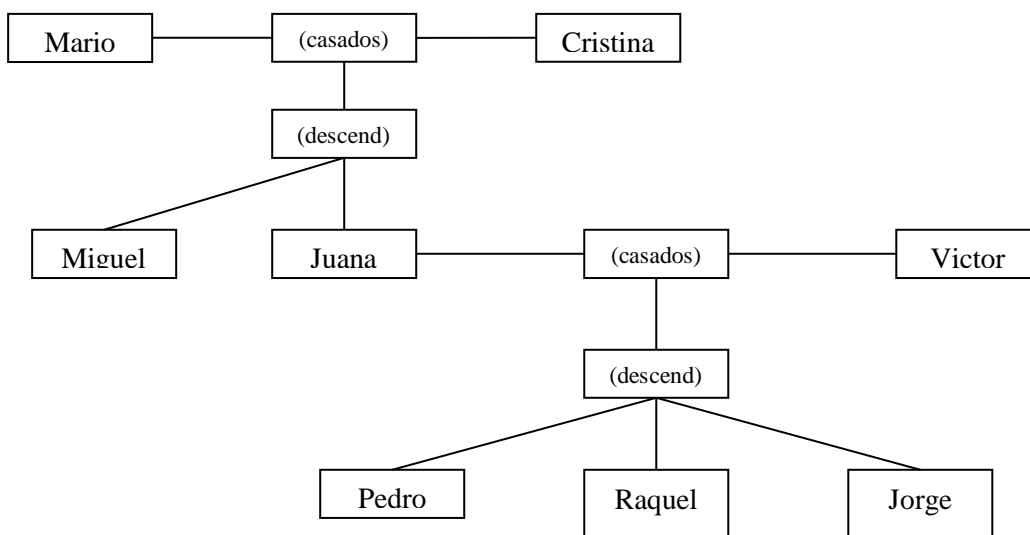 Mario
(casados)
Cristina
(descend)
Miguel
Juana
(casados)
Victor
(descend)
Pedro
Raquel
Jorge